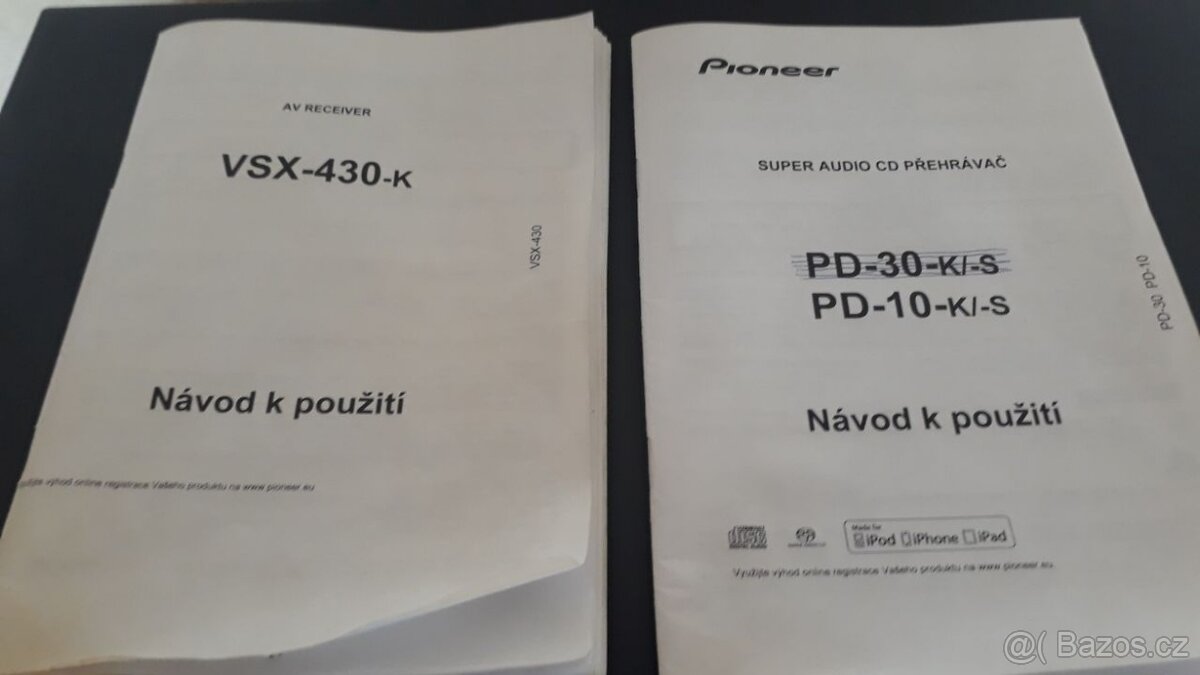 AV RECEIVER
VSX-430-K
VSX-430
Návod k použití
výhod online registrace Vašeho produktu na www.pioneer.eu
Pioneer
SUPER AUDIO CD PŘEHRÁVAČ
PD-30-K/-S
PD-10-K/-S
PD-30 PD-10
Návod k použití
Made for
iPod iPhone iPad
Využijte výhod online registrace Vašeho produktu na www.pioneer.eu
@( Bazos.cz